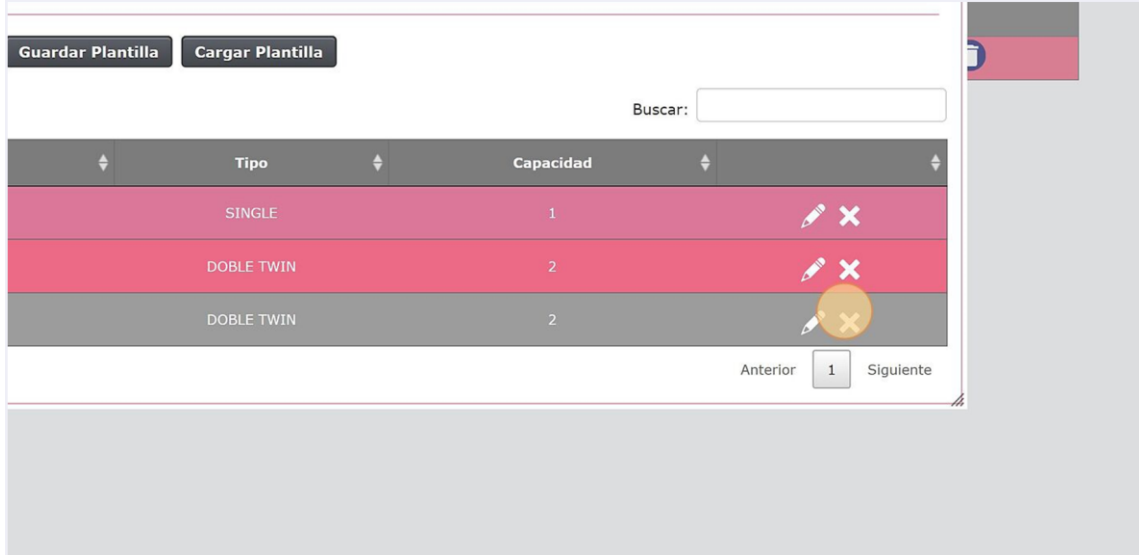 Guardar Plantilla Cargar Plantilla
Buscar:
Tipo Capacidad
SINGLE 1
DOBLE TWIN 2
DOBLE TWIN 2
Anterior 1 Siguiente